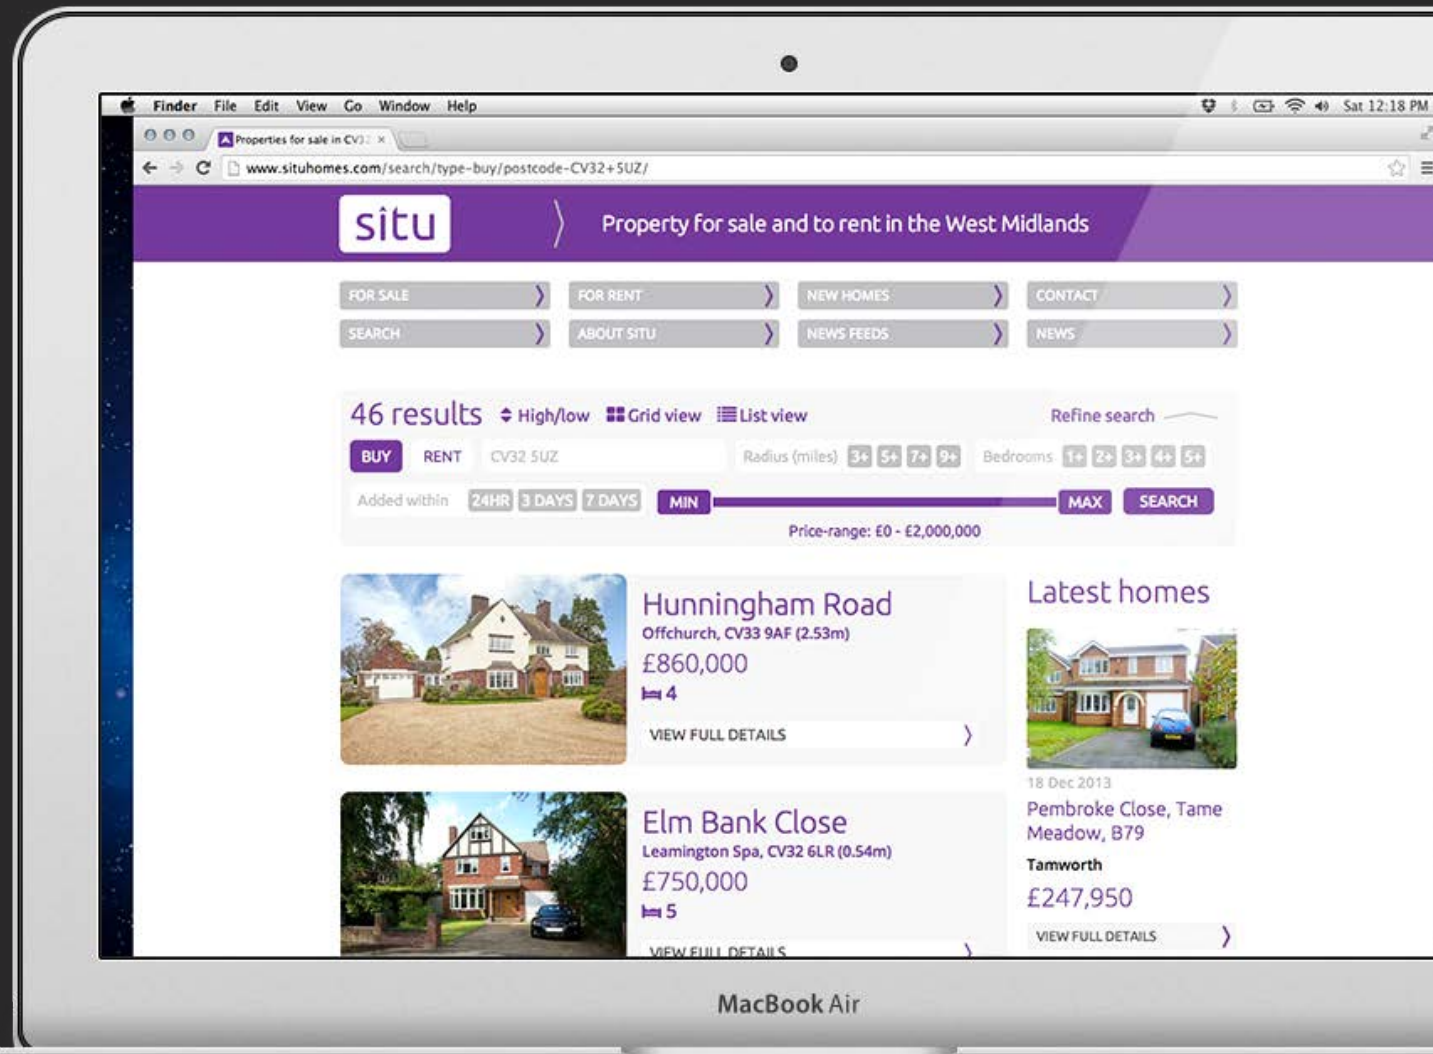 Finder File Edit View Go Window Help
Sat 12:18 PM
Properties for sale in CV32
www.situhomes.com/search/type-buy/postcode-CV32+5UZ/
sîtu
Property for sale and to rent in the West Midlands
FOR SALE
FOR RENT
NEW HOMES
CONTACT
SEARCH
ABOUT SITU
NEWS FEEDS
NEWS
46 results High/low Grid view List view Refine search
BUY RENT CV32 5UZ Radius (miles) 3+ 5+ 7+ 9+ Bedrooms 1+ 2+ 3+ 4+ 5+
Added within 24HR 3 DAYS 7 DAYS MIN MAX SEARCH
Price-range: £0 - £2,000,000
Hunningham Road
Offchurch, CV33 9AF (2.53m)
£860,000
4
VIEW FULL DETAILS
Elm Bank Close
Leamington Spa, CV32 6LR (0.54m)
£750,000
5
VIEW FULL DETAILS
Latest homes
18 Dec 2013
Pembroke Close, Tame
Meadow, B79
Tamworth
£247,950
VIEW FULL DETAILS
MacBook Air